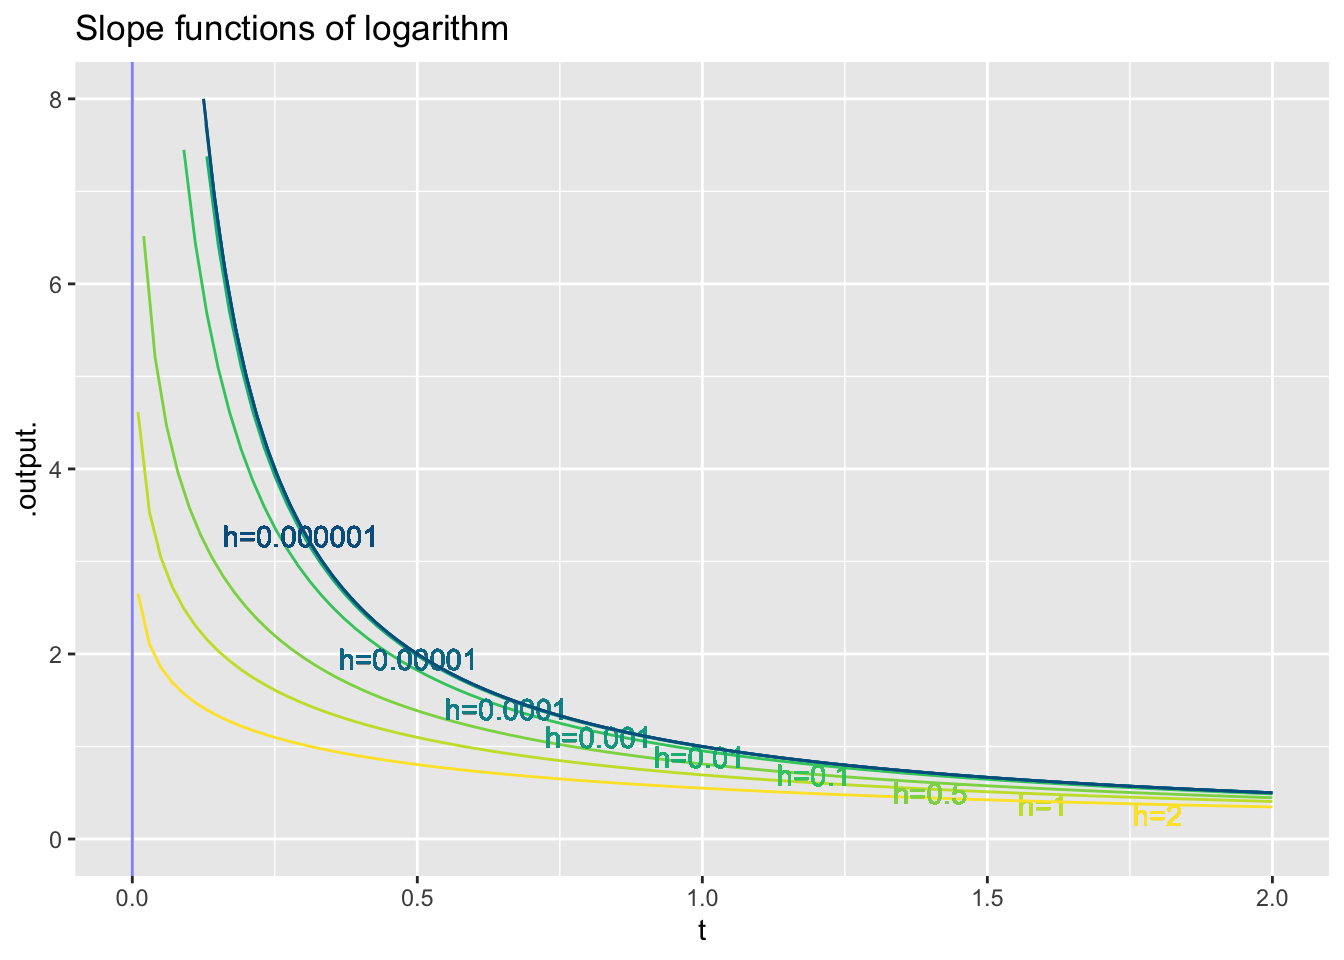 Slope functions of logarithm
8
6
4
2
0
.output.
h=0.000001
h=0.00001
h=0.0001
h=0.001
h=0.01
h=0.1
h=0.5
h=1
h=2
0.0 0.5 1.0 1.5 2.0
t